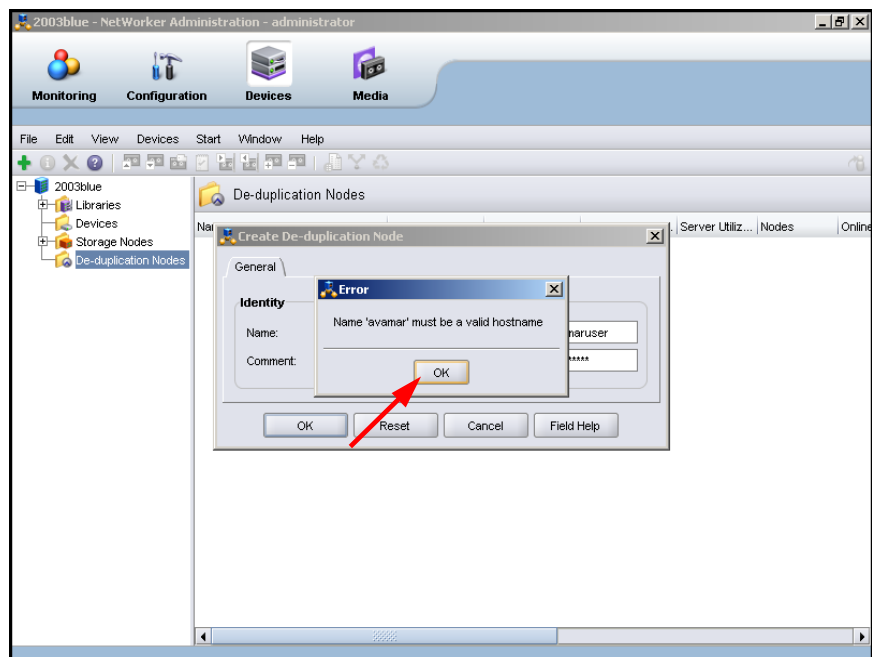 2003blue - NetWorker Administration - administrator
Monitoring Configuration Devices Media
File Edit View Devices Start Window Help
2003blue
Libraries
Devices
Storage Nodes
De-duplication Nodes
De-duplication Nodes
Server Utiliz... Nodes Online
Create De-duplication Node
General
Identity
Name:
naruser
Comment:
*****
Error
Name 'avamar' must be a valid hostname
OK
OK Reset Cancel Field Help